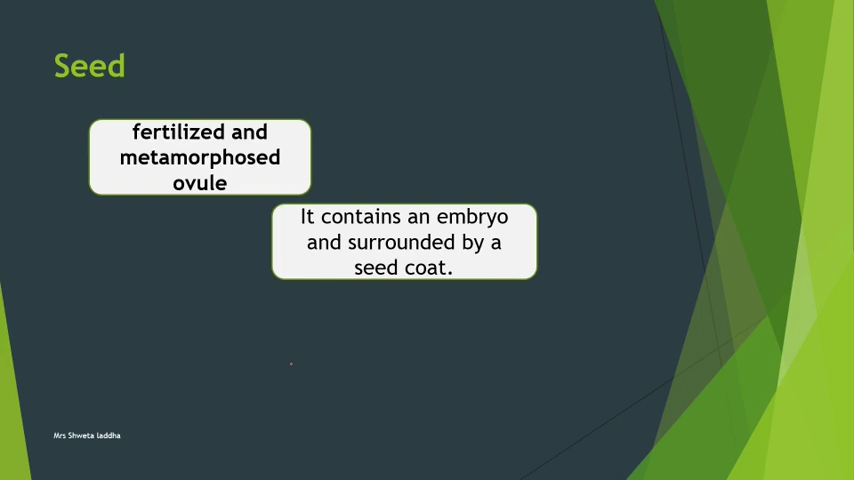 Seed
fertilized and
metamorphosed
ovule
It contains an embryo
and surrounded by a
seed coat.
Mrs Shweta laddha